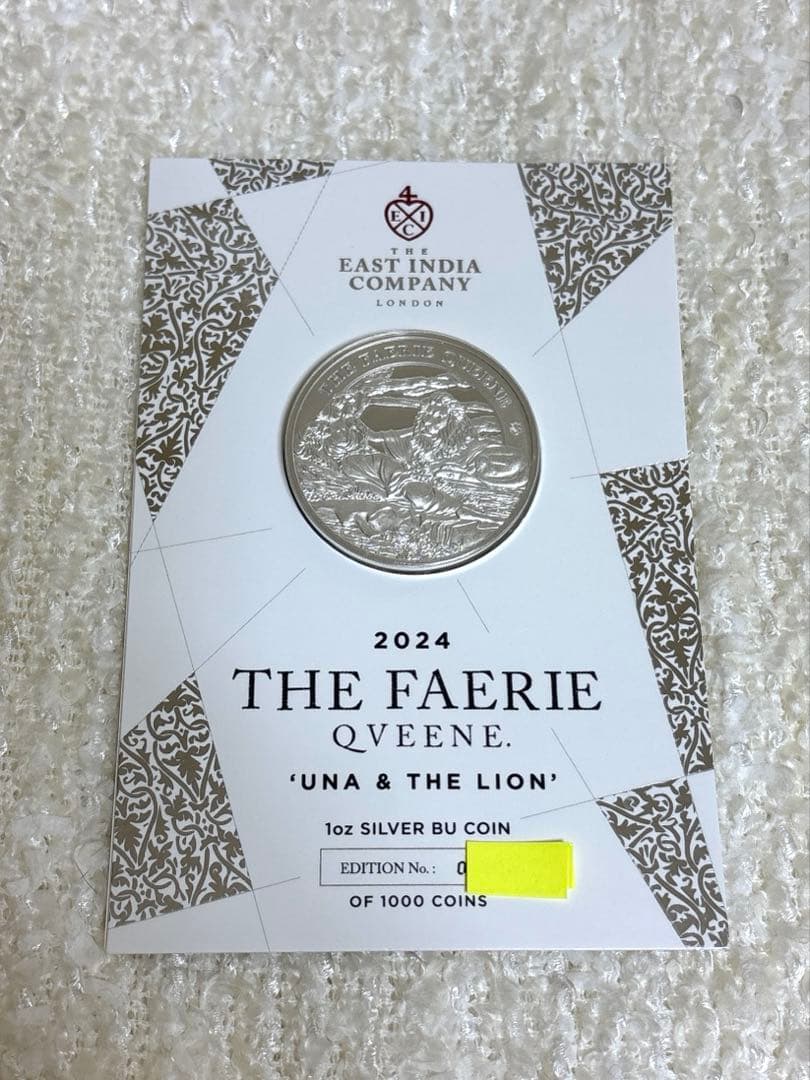 4
E I
C
THE
EAST INDIA
COMPANY
LONDON
THE FAERIE QUEENE
2024
THE FAERIE
QVEENE.
‘UNA & THE LION’
1oz SILVER BU COIN
EDITION No.: 0
OF 1000 COINS